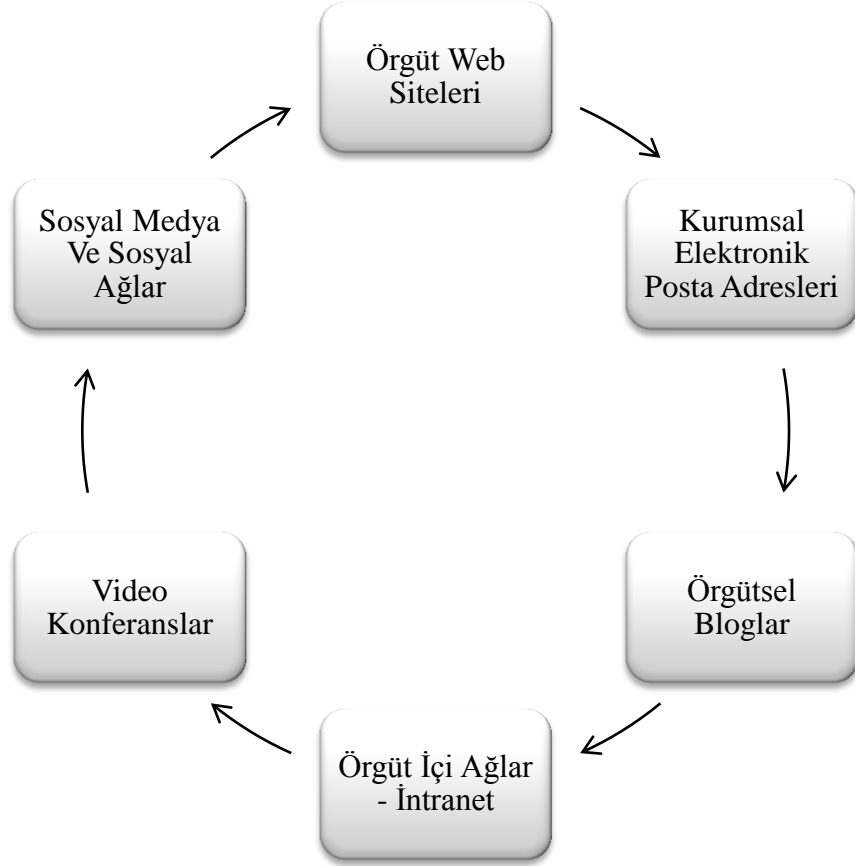 Örgüt Web
Siteleri
Kurumsal
Elektronik
Posta Adresleri
Örgütsel
Bloglar
Örgüt İçi Ağlar
- İntranet
Video
Konferanslar
Sosyal Medya
Ve Sosyal
Ağlar